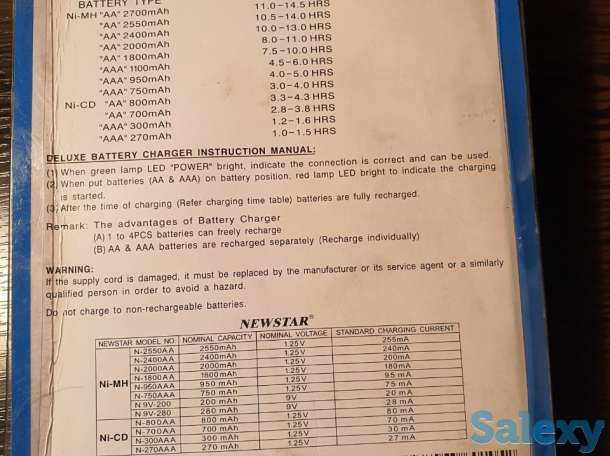 BATTERY TYPE
Ni-MH "AA" 2700mAh 11.0-14.5 HRS
"AA" 2550mAh 10.5-14.0 HRS
"AA" 2400mAh 10.0-13.0 HRS
"AA" 2000mAh 8.0-11.0 HRS
"AA" 1800mAh 7.5-10.0 HRS
"AAA" 1100mAh 4.5-6.0 HRS
"AAA" 950mAh 4.0-5.0 HRS
"AAA" 750mAh 3.0-4.0 HRS
Ni-CD "AA" 800mAh 3.3-4.3 HRS
"AA" 700mAh 2.8-3.8 HRS
"AAA" 300mAh 1.2-1.6 HRS
"AAA" 270mAh 1.0-1.5 HRS
DELUXE BATTERY CHARGER INSTRUCTION MANUAL:
(1) When green lamp LED "POWER" bright, indicate the connection is correct and can be used.
(2) When put batteries (AA & AAA) on battery position, red lamp LED bright to indicate the charging
is started.
(3) After the time of charging (Refer charging time table) batteries are fully recharged.
Remark: The advantages of Battery Charger
(A) 1 to 4PCS batteries can freely recharge
(B) AA & AAA batteries are recharged separately (Recharge individually)
WARNING:
If the supply cord is damaged, it must be replaced by the manufacturer or its service agent or a similarly
qualified person in order to avoid a hazard.
Do not charge to non-rechargeable batteries.
NEWSTAR®
NEWSTAR MODEL NO NOMINAL CAPACITY NOMINAL VOLTAGE STANDARD CHARGING CURRENT
N-2550AA 2550mAh 1.25V 255mA
N-2400AA 2400mAh 1.25V 240mA
N-2000AA 2000mAh 1.25V 200mA
N-1800AA 1800mAh 1.25V 180mA
Ni-MH N-950AAA 950 mAh 1.25V 95 mA
N-750AAA 750 mAh 1.25V 75 mA
N 9V-200 200 mAh 9V 20 mA
N 9V-280 280 mAh 9V 28 mA
N-800AA 800 mAh 1.25V 80 mA
Ni-CD N-700AA 700 mAh 1.25V 70 mA
N-300AAA 300 mAh 1.25V 30 mA
N-270AAA 270 mAh 1.25V 27 mA
Salexy